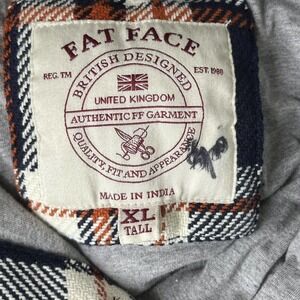 FAT FACE
REG. TM
EST. 1988
BRITISH DESIGNED
UNITED KINGDOM
AUTHENTIC FF GARMENT
QUALITY, FIT AND APPEARANCE
MADE IN INDIA
XL
TALL